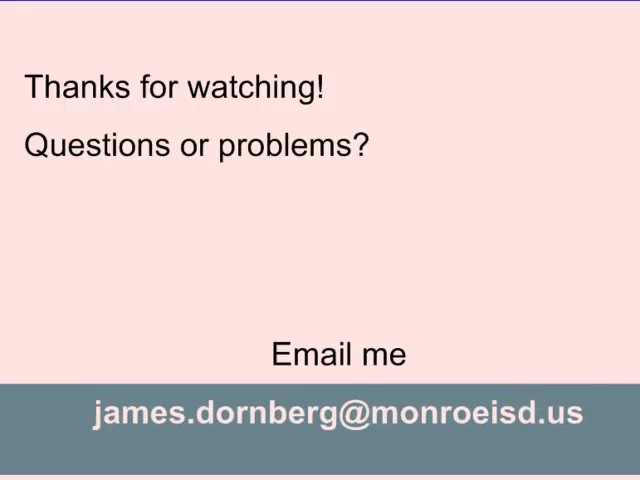 Thanks for watching!
Questions or problems?
Email me
james.dornberg@monroeisd.us